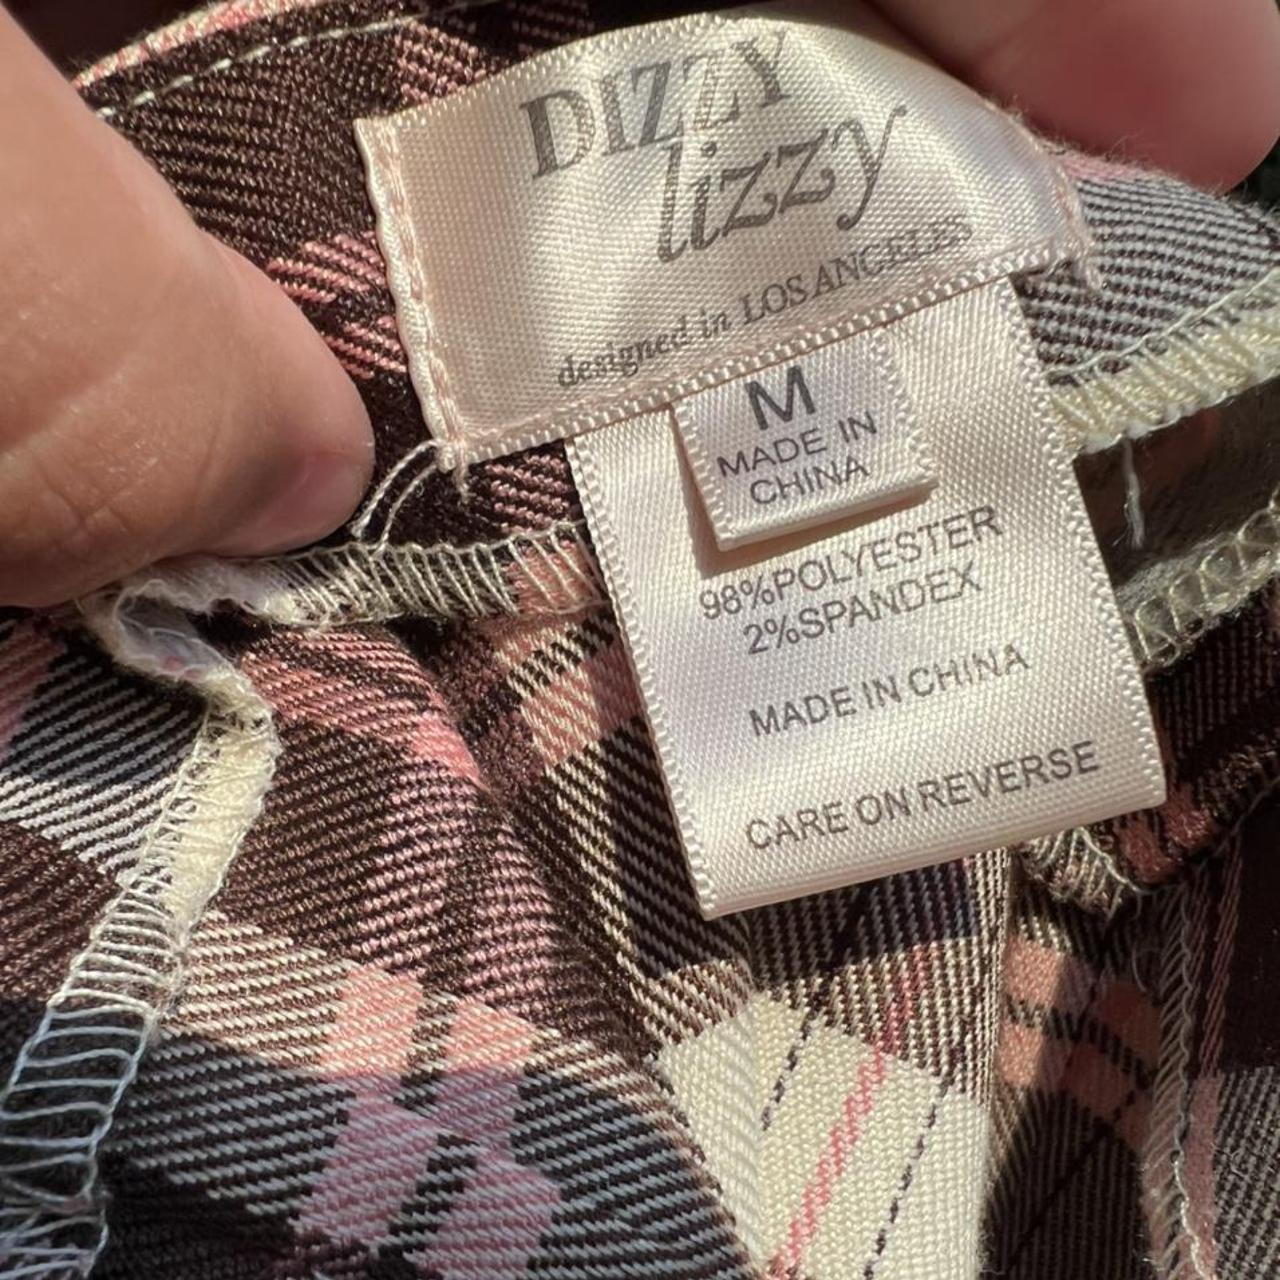 DIZZY
lizzy
designed in LOS ANGELES
M
MADE IN
CHINA
98%POLYESTER
2%SPANDEX
MADE IN CHINA
CARE ON REVERSE